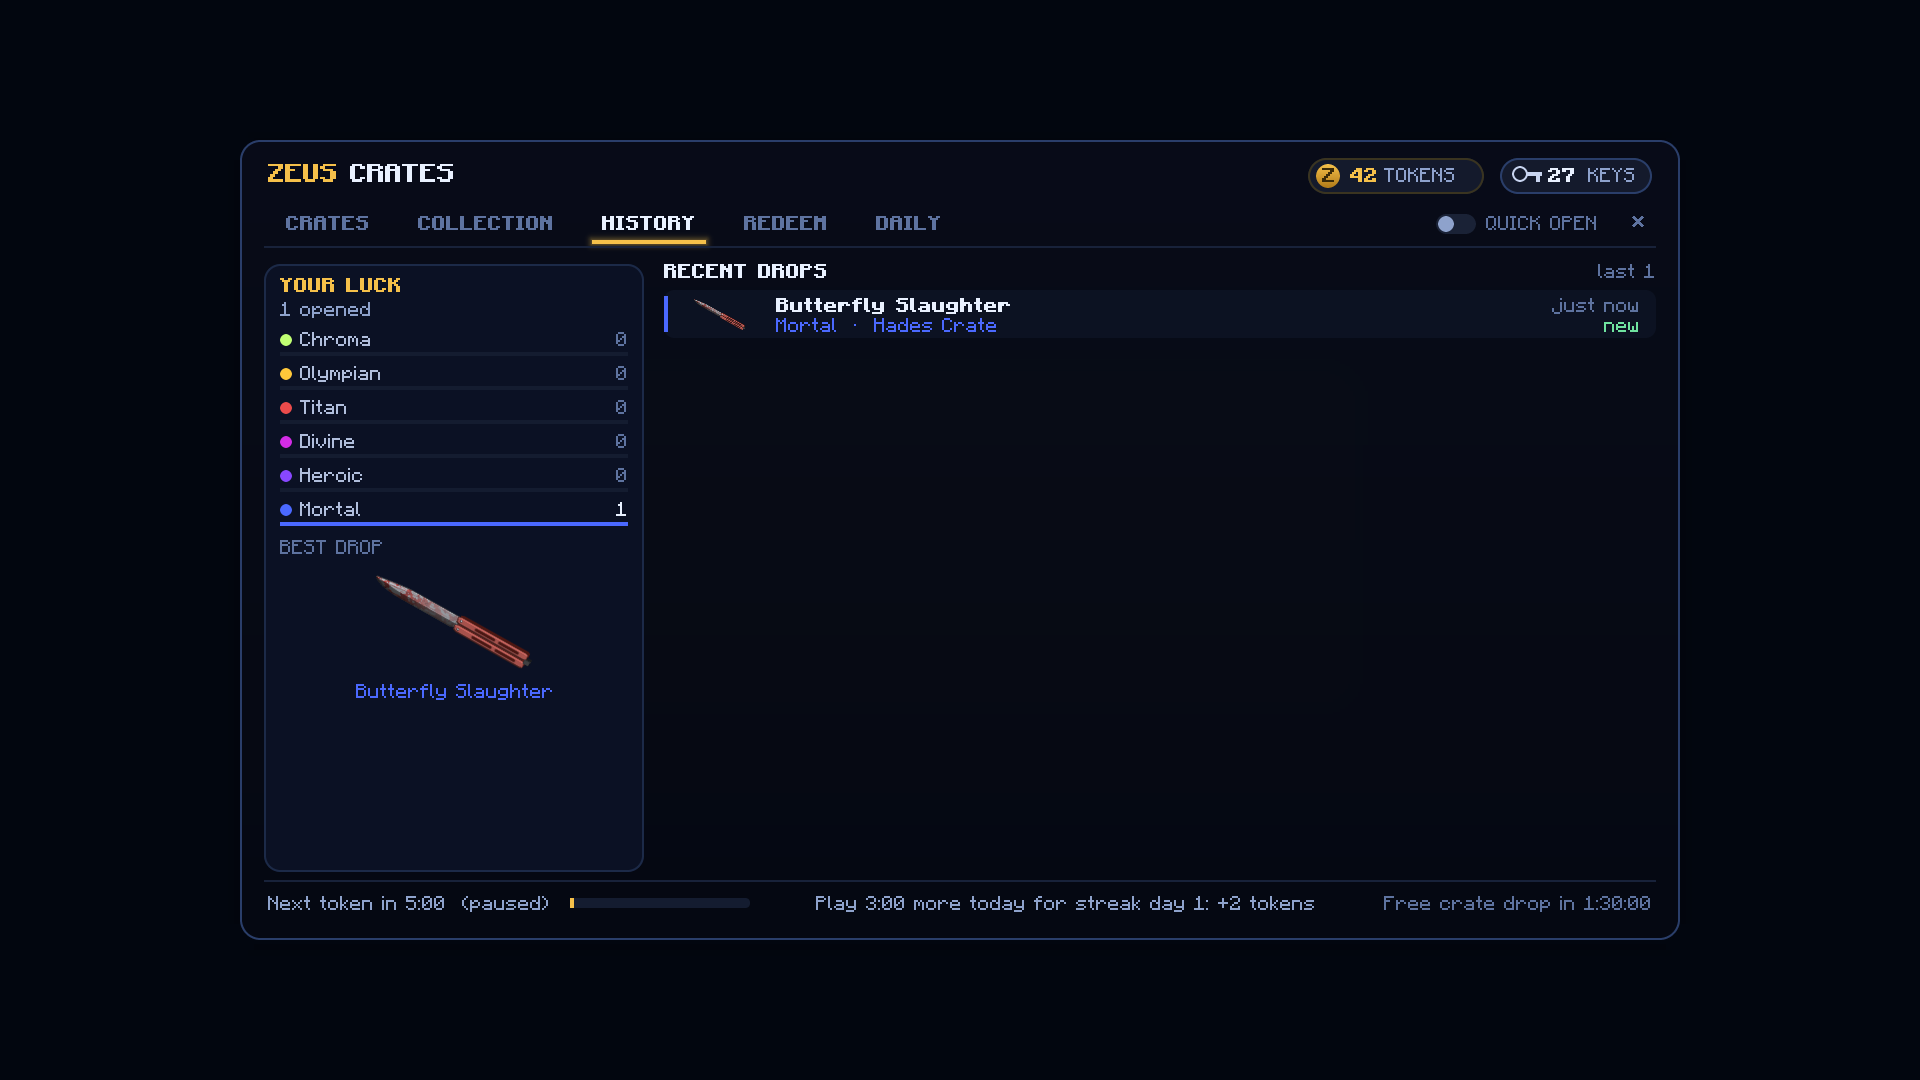 ZEUS CRATES
Z 42 TOKENS
27 KEYS
CRATES COLLECTION HISTORY REDEEM DAILY
QUICK OPEN ×
YOUR LUCK
1 opened
Chroma 0
Olympian 0
Titan 0
Divine 0
Heroic 0
Mortal 1
BEST DROP
Butterfly Slaughter
RECENT DROPS last 1
Butterfly Slaughter just now
Mortal · Hades Crate new
Next token in 5:00 (paused) Play 3:00 more today for streak day 1: +2 tokens Free crate drop in 1:30:00